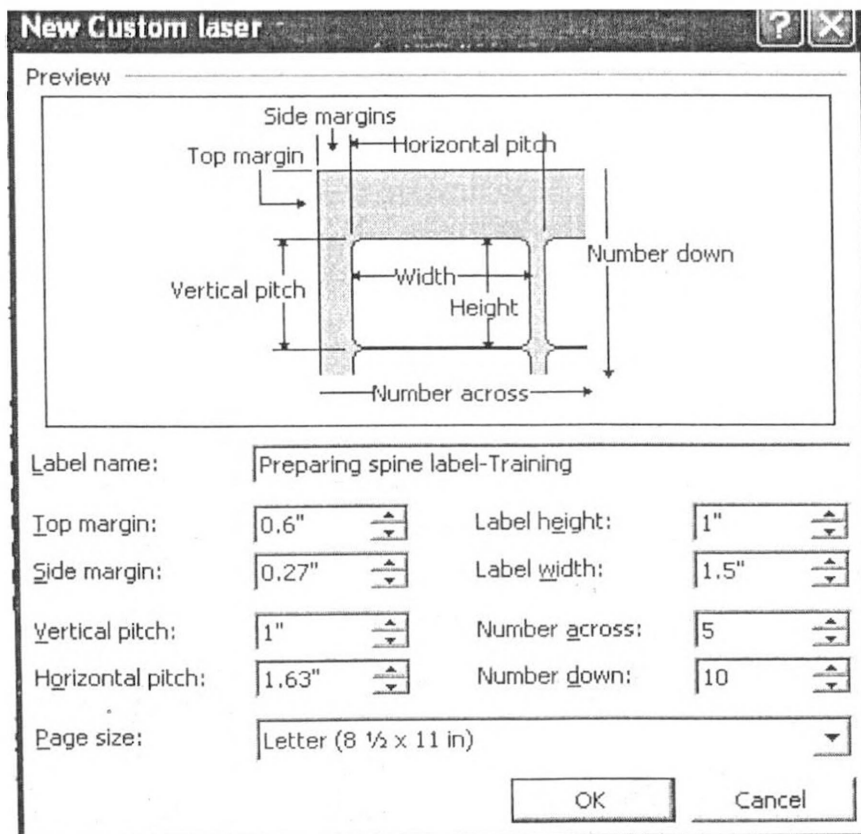 New Custom laser
Preview
Side margins
Horizontal pitch
Top margin
Number down
Width
Vertical pitch
Height
Number across
Label name: Preparing spine label-Training
Top margin: 0.6" Label height: 1"
Side margin: 0.27" Label width: 1.5"
Vertical pitch: 1" Number across: 5
Horizontal pitch: 1.63" Number down: 10
Page size: Letter (8 ½ x 11 in)
OK Cancel